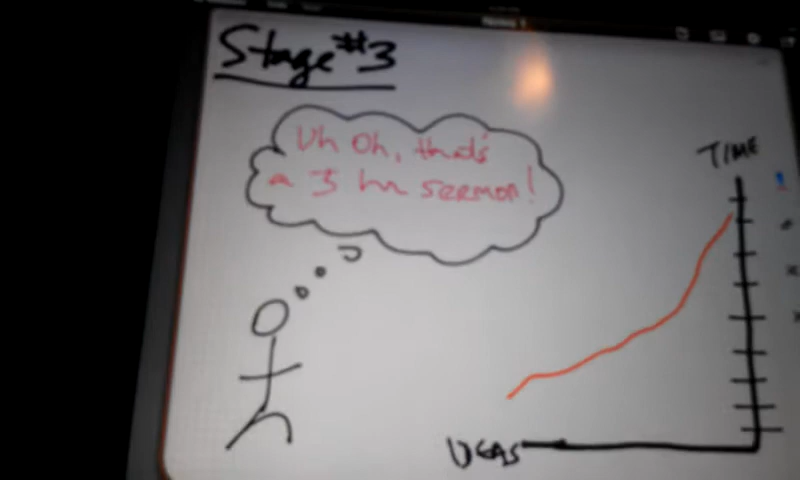 Stage #3
Uh Oh, that's
a 3 hr sermon!
TIME
IDEAS